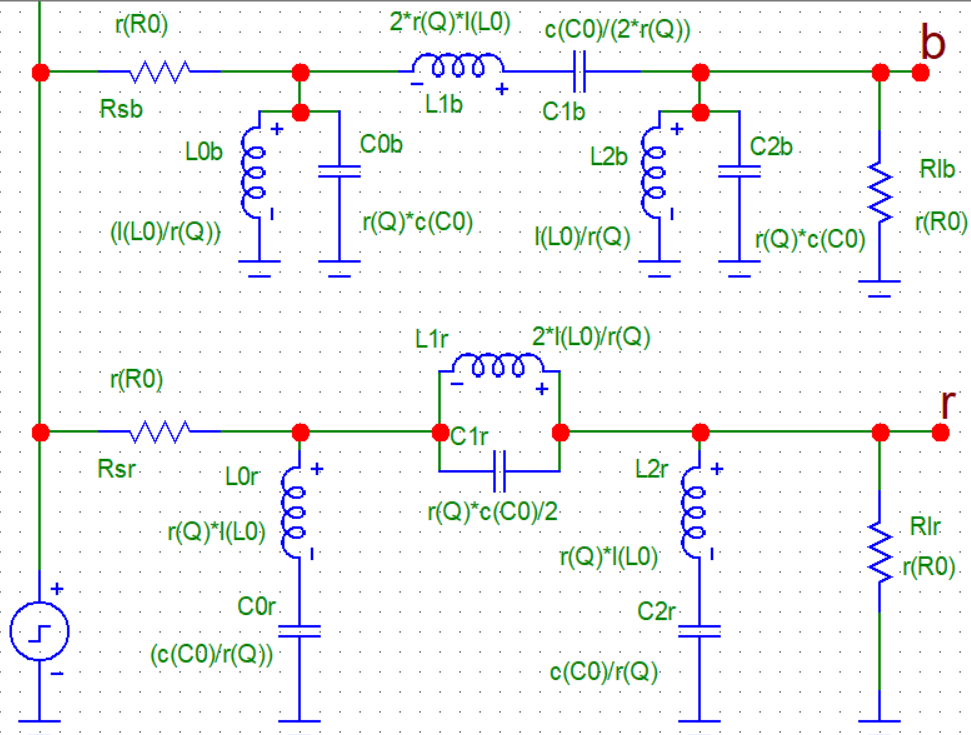 r(R0)
2*r(Q)*l(L0)
c(C0)/(2*r(Q))
b
Rsb
L1b
C1b
L0b
C0b
L2b
C2b
Rlb
(l(L0)/r(Q))
r(Q)*c(C0)
l(L0)/r(Q)
r(Q)*c(C0)
r(R0)
L1r
2*l(L0)/r(Q)
r(R0)
r
C1r
Rsr
L0r
L2r
r(Q)*c(C0)/2
r(Q)*l(L0)
r(Q)*l(L0)
Rlr
r(R0)
C0r
C2r
(c(C0)/r(Q))
c(C0)/r(Q)